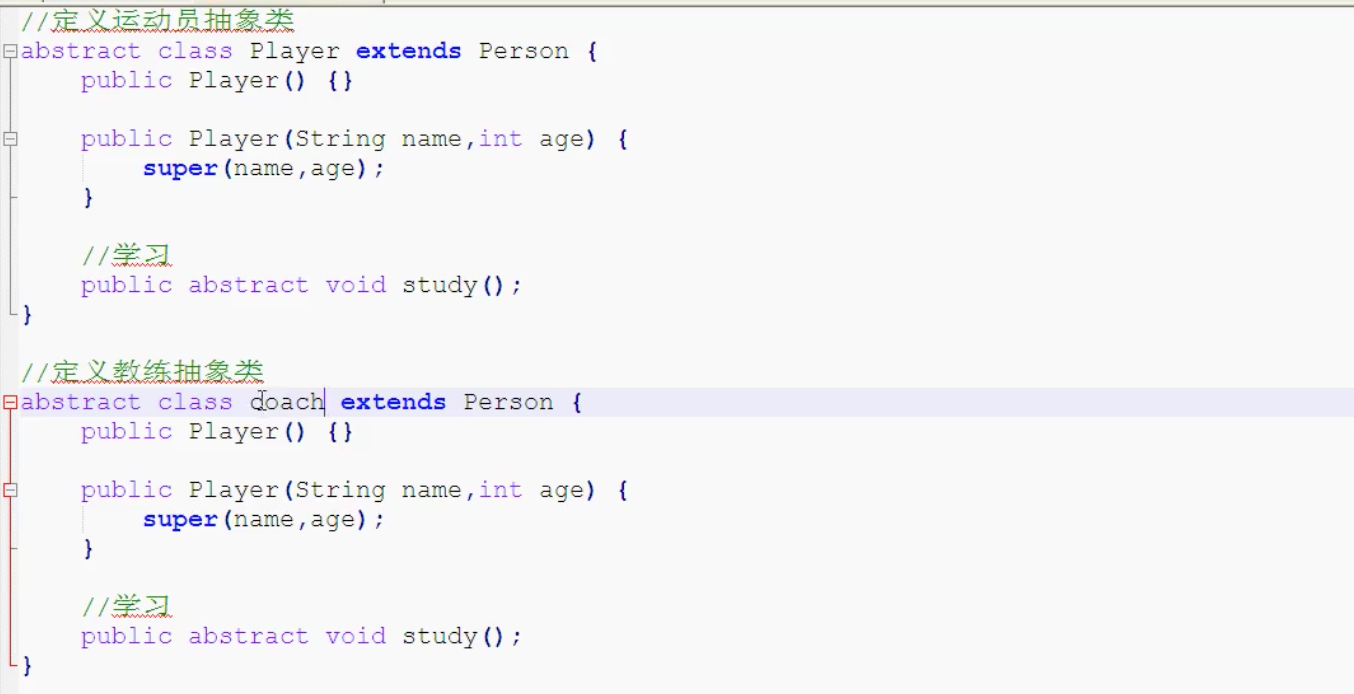 //定义运动员抽象类
abstract class Player extends Person {
public Player() {}
public Player(String name,int age) {
super(name,age);
}
//学习
public abstract void study();
}
//定义教练抽象类
abstract class coach extends Person {
public Player() {}
public Player(String name,int age) {
super(name,age);
}
//学习
public abstract void study();
}